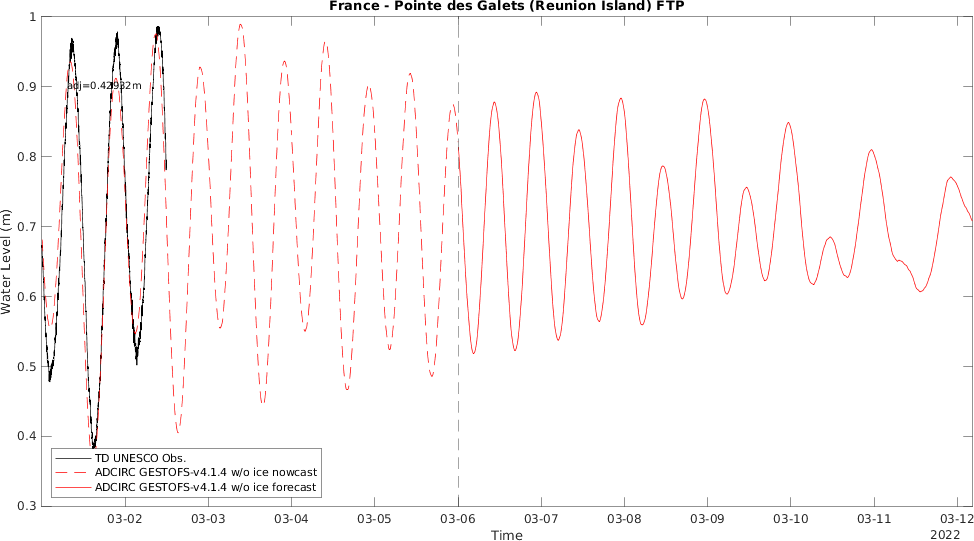 France - Pointe des Galets (Reunion Island) FTP
1
0.9
0.8
0.7
0.6
0.5
0.4
0.3
Water Level (m)
adj=0.42932m
TD UNESCO Obs.
ADCIRC GESTOFS-v4.1.4 w/o ice nowcast
ADCIRC GESTOFS-v4.1.4 w/o ice forecast
03-02 03-03 03-04 03-05 03-06 03-07 03-08 03-09 03-10 03-11 03-12
Time
2022